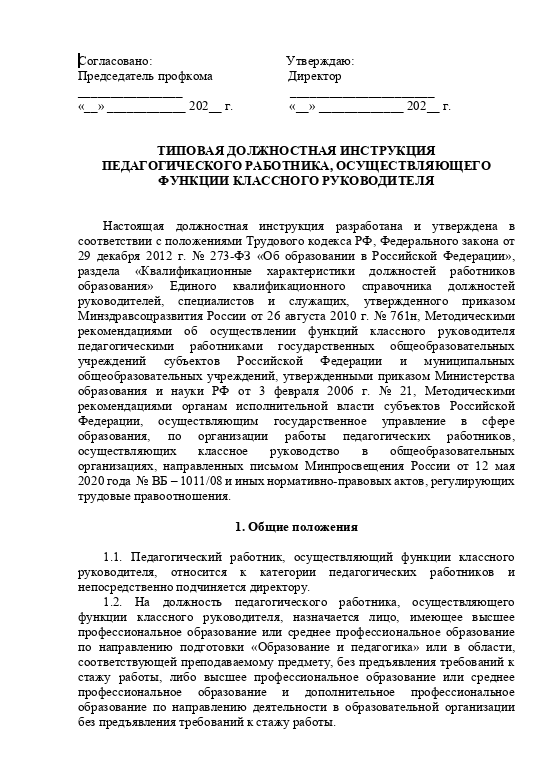 Согласовано: Утверждаю:
Председатель профкома Директор
________________ ______________________
«__» ____________ 202__ г. «__» _____________ 202__ г.
ТИПОВАЯ ДОЛЖНОСТНАЯ ИНСТРУКЦИЯ
ПЕДАГОГИЧЕСКОГО РАБОТНИКА, ОСУЩЕСТВЛЯЮЩЕГО
ФУНКЦИИ КЛАССНОГО РУКОВОДИТЕЛЯ
Настоящая должностная инструкция разработана и утверждена в
соответствии с положениями Трудового кодекса РФ, Федерального закона от
29 декабря 2012 г. № 273-ФЗ «Об образовании в Российской Федерации»,
раздела «Квалификационные характеристики должностей работников
образования» Единого квалификационного справочника должностей
руководителей, специалистов и служащих, утвержденного приказом
Минздравсоцразвития России от 26 августа 2010 г. № 761н, Методическими
рекомендациями об осуществлении функций классного руководителя
педагогическими работниками государственных общеобразовательных
учреждений субъектов Российской Федерации и муниципальных
общеобразовательных учреждений, утвержденными приказом Министерства
образования и науки РФ от 3 февраля 2006 г. № 21, Методическими
рекомендациями органам исполнительной власти субъектов Российской
Федерации, осуществляющим государственное управление в сфере
образования, по организации работы педагогических работников,
осуществляющих классное руководство в общеобразовательных
организациях, направленных письмом Минпросвещения России от 12 мая
2020 года № ВБ – 1011/08 и иных нормативно-правовых актов, регулирующих
трудовые правоотношения.
1. Общие положения
1.1. Педагогический работник, осуществляющий функции классного
руководителя, относится к категории педагогических работников и
непосредственно подчиняется директору.
1.2. На должность педагогического работника, осуществляющего
функции классного руководителя, назначается лицо, имеющее высшее
профессиональное образование или среднее профессиональное образование
по направлению подготовки «Образование и педагогика» или в области,
соответствующей преподаваемому предмету, без предъявления требований к
стажу работы, либо высшее профессиональное образование или среднее
профессиональное образование и дополнительное профессиональное
образование по направлению деятельности в образовательной организации
без предъявления требований к стажу работы.